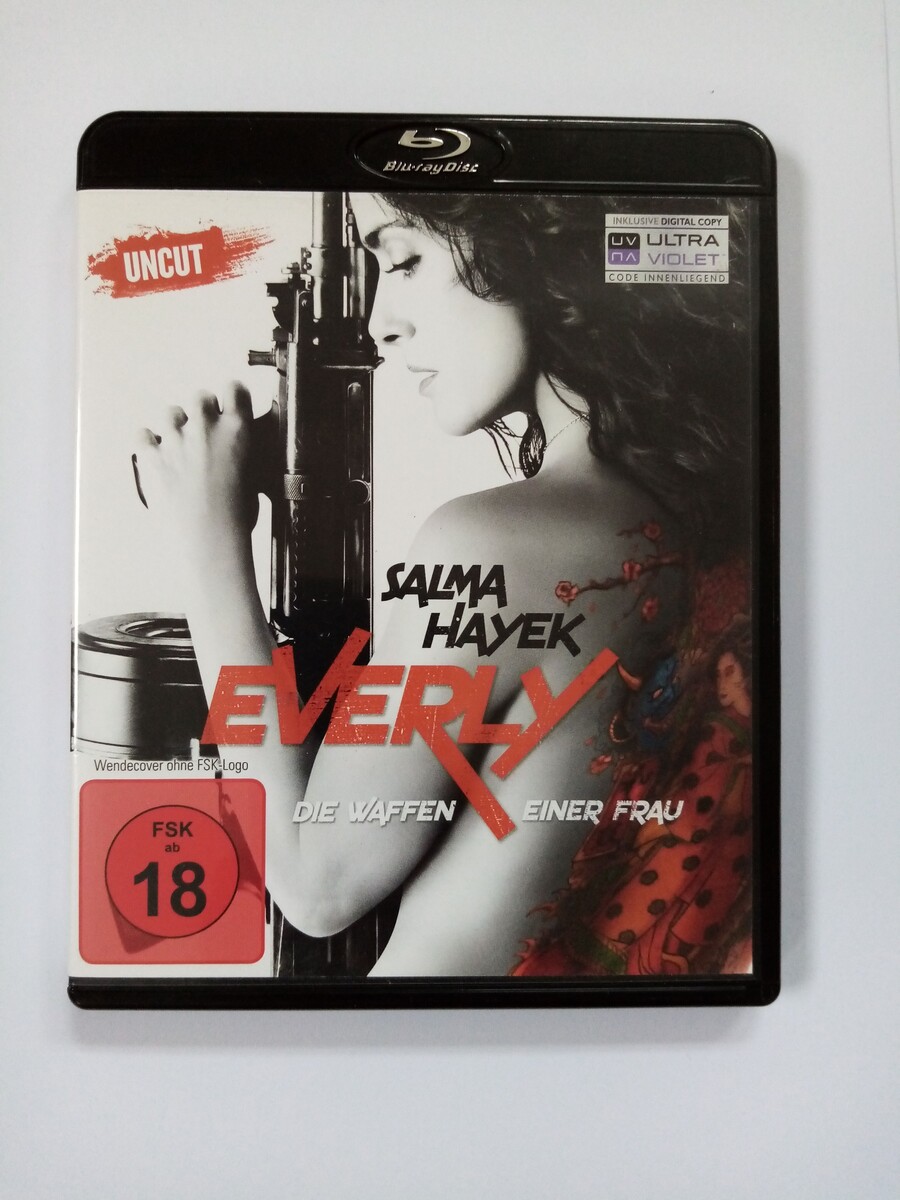 Blu-ray Disc
UNCUT
INKLUSIVE DIGITAL COPY
UV
ULTRA
VIOLET
CODE INNENLIEGEND
SALMA
HAYEK
EVERLY
DIE WAFFEN EINER FRAU
Wendecover ohne FSK-Logo
FSK
ab
18